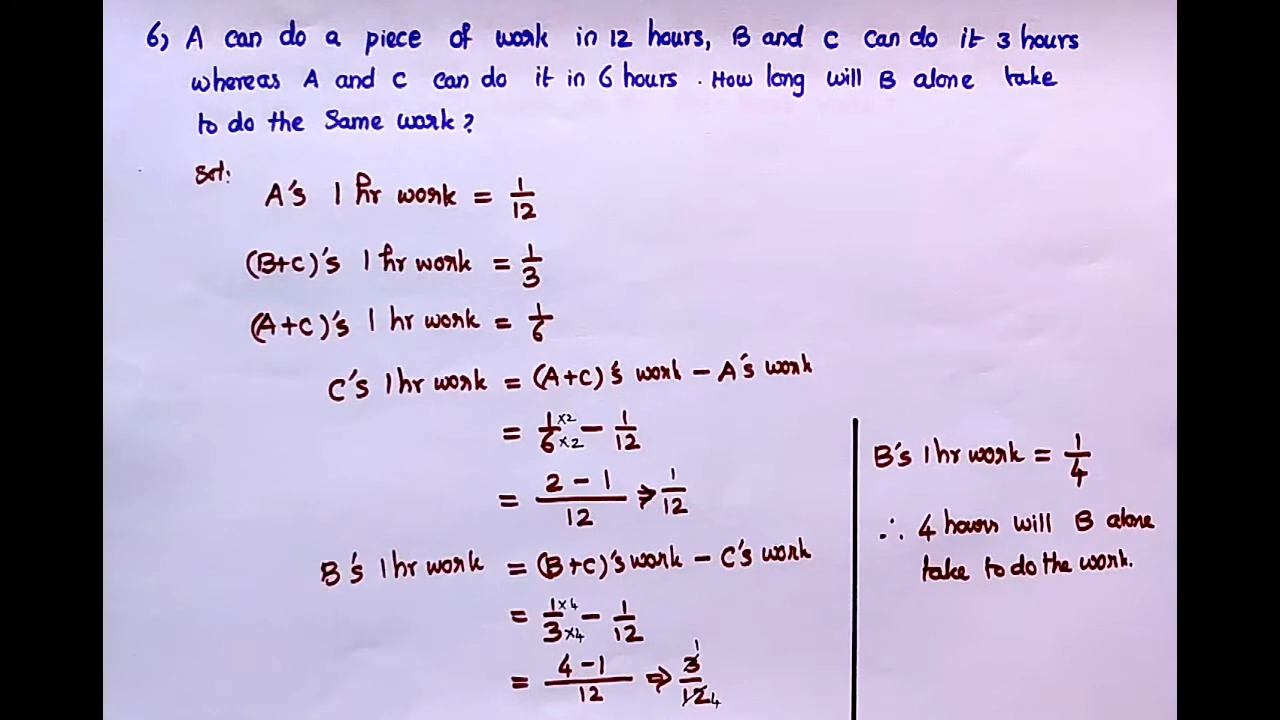 6) A can do a piece of work in 12 hours, B and C can do it 3 hours
whereas A and C can do it in 6 hours. How long will B alone take
to do the same work?
Sol:
A's 1 hr work = 1/12
(B+C)'s 1 hr work = 1/3
(A+C)'s 1 hr work = 1/6
C's 1 hr work = (A+C)'s work - A's work
= 1×2/6×2 - 1/12
= 2 - 1/12 ⇒ 1/12
B's 1 hr work = (B+C)'s work - C's work
= 1×4/3×4 - 1/12
= 4 - 1/12 ⇒ 3 1/12 4
B's 1 hr work = 1/4
∴ 4 hours will B alone
take to do the work.